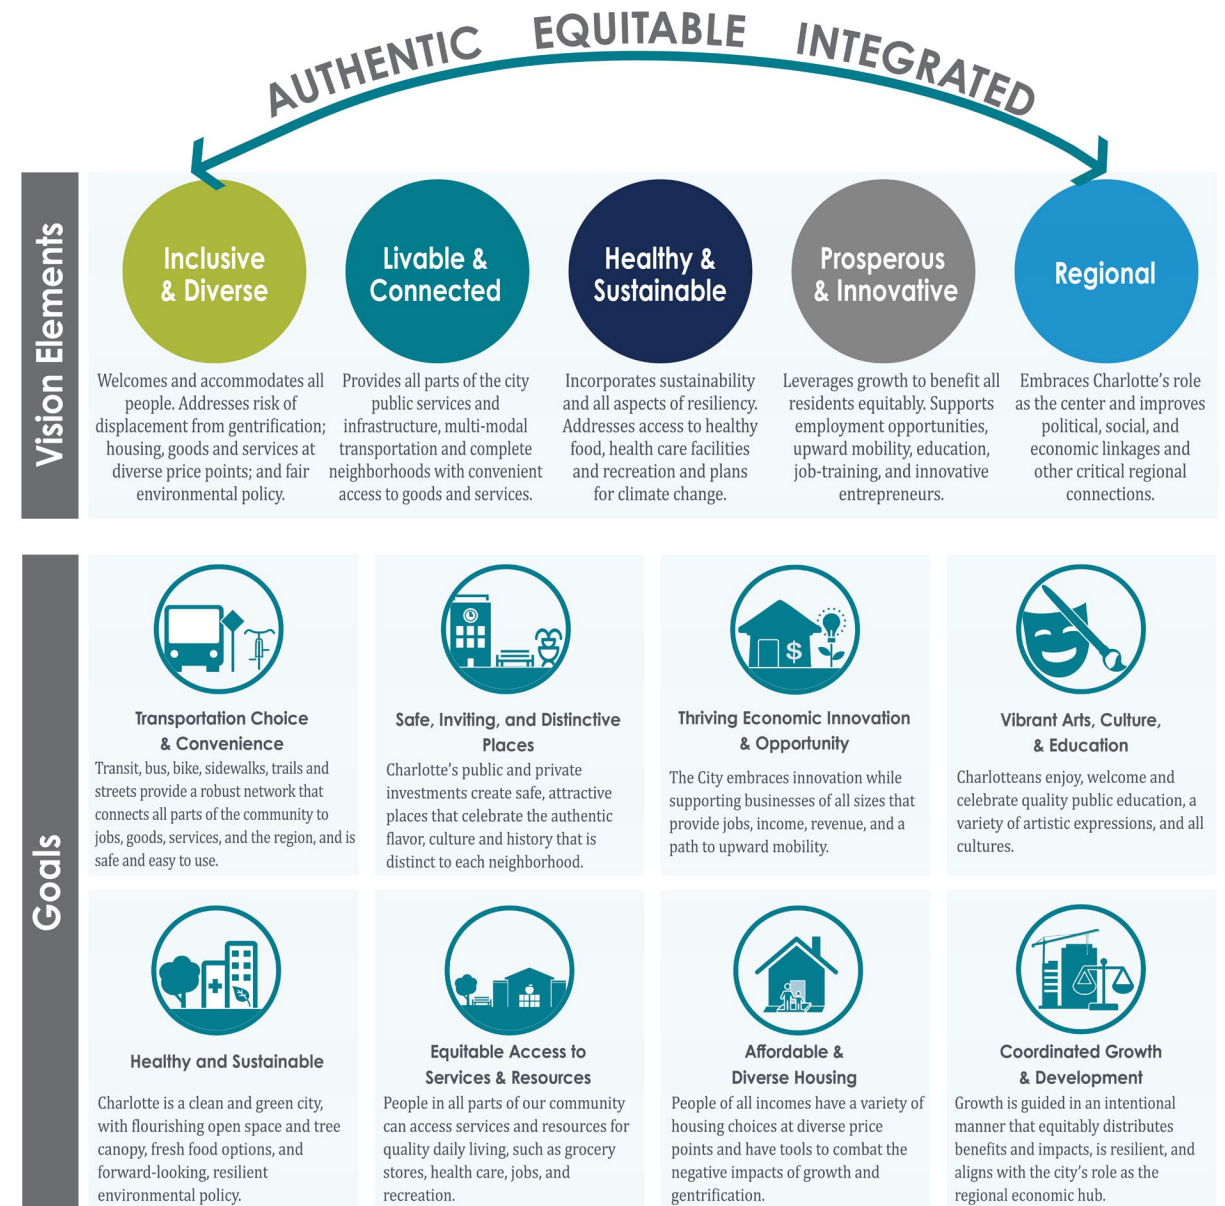 AUTHENTIC EQUITABLE INTEGRATED
Vision Elements
Inclusive
& Diverse
Welcomes and accommodates all
people. Addresses risk of
displacement from gentrification;
housing, goods and services at
diverse price points; and fair
environmental policy.
Livable &
Connected
Provides all parts of the city
public services and
infrastructure, multi-modal
transportation and complete
neighborhoods with convenient
access to goods and services.
Healthy &
Sustainable
Incorporates sustainability
and all aspects of resiliency.
Addresses access to healthy
food, health care facilities
and recreation and plans
for climate change.
Prosperous
& Innovative
Leverages growth to benefit all
residents equitably. Supports
employment opportunities,
upward mobility, education,
job-training, and innovative
entrepreneurs.
Regional
Embraces Charlotte's role
as the center and improves
political, social, and
economic linkages and
other critical regional
connections.
Goals
Transportation Choice
& Convenience
Transit, bus, bike, sidewalks, trails and
streets provide a robust network that
connects all parts of the community to
jobs, goods, services, and the region, and is
safe and easy to use.
Safe, Inviting, and Distinctive
Places
Charlotte's public and private
investments create safe, attractive
places that celebrate the authentic
flavor, culture and history that is
distinct to each neighborhood.
$
Thriving Economic Innovation
& Opportunity
The City embraces innovation while
supporting businesses of all sizes that
provide jobs, income, revenue, and a
path to upward mobility.
Vibrant Arts, Culture,
& Education
Charlotteans enjoy, welcome and
celebrate quality public education, a
variety of artistic expressions, and all
cultures.
Healthy and Sustainable
Charlotte is a clean and green city,
with flourishing open space and tree
canopy, fresh food options, and
forward-looking, resilient
environmental policy.
Equitable Access to
Services & Resources
People in all parts of our community
can access services and resources for
quality daily living, such as grocery
stores, health care, jobs, and
recreation.
Affordable &
Diverse Housing
People of all incomes have a variety of
housing choices at diverse price
points and have tools to combat the
negative impacts of growth and
gentrification.
Coordinated Growth
& Development
Growth is guided in an intentional
manner that equitably distributes
benefits and impacts, is resilient, and
aligns with the city's role as the
regional economic hub.